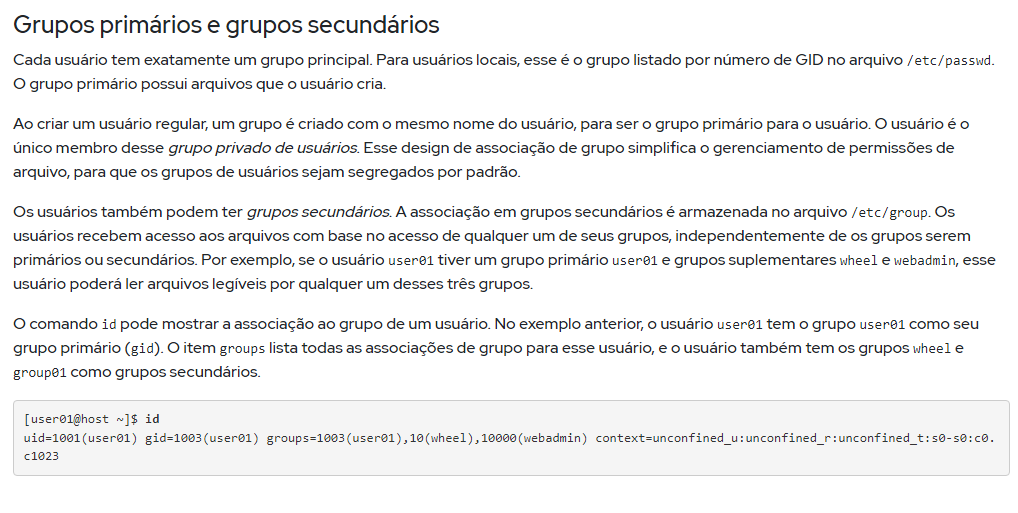 Grupos primários e grupos secundários
Cada usuário tem exatamente um grupo principal. Para usuários locais, esse é o grupo listado por número de GID no arquivo /etc/passwd.
O grupo primário possui arquivos que o usuário cria.
Ao criar um usuário regular, um grupo é criado com o mesmo nome do usuário, para ser o grupo primário para o usuário. O usuário é o
único membro desse grupo privado de usuários. Esse design de associação de grupo simplifica o gerenciamento de permissões de
arquivo, para que os grupos de usuários sejam segregados por padrão.
Os usuários também podem ter grupos secundários. A associação em grupos secundários é armazenada no arquivo /etc/group. Os
usuários recebem acesso aos arquivos com base no acesso de qualquer um de seus grupos, independentemente de os grupos serem
primários ou secundários. Por exemplo, se o usuário user01 tiver um grupo primário user01 e grupos suplementares wheel e webadmin, esse
usuário poderá ler arquivos legíveis por qualquer um desses três grupos.
O comando id pode mostrar a associação ao grupo de um usuário. No exemplo anterior, o usuário user01 tem o grupo user01 como seu
grupo primário (gid). O item groups lista todas as associações de grupo para esse usuário, e o usuário também tem os grupos wheel e
group01 como grupos secundários.
[user01@host ~]$ id
uid=1001(user01) gid=1003(user01) groups=1003(user01),10(wheel),10000(webadmin) context=unconfined_u:unconfined_r:unconfined_t:s0-s0:c0.
c1023